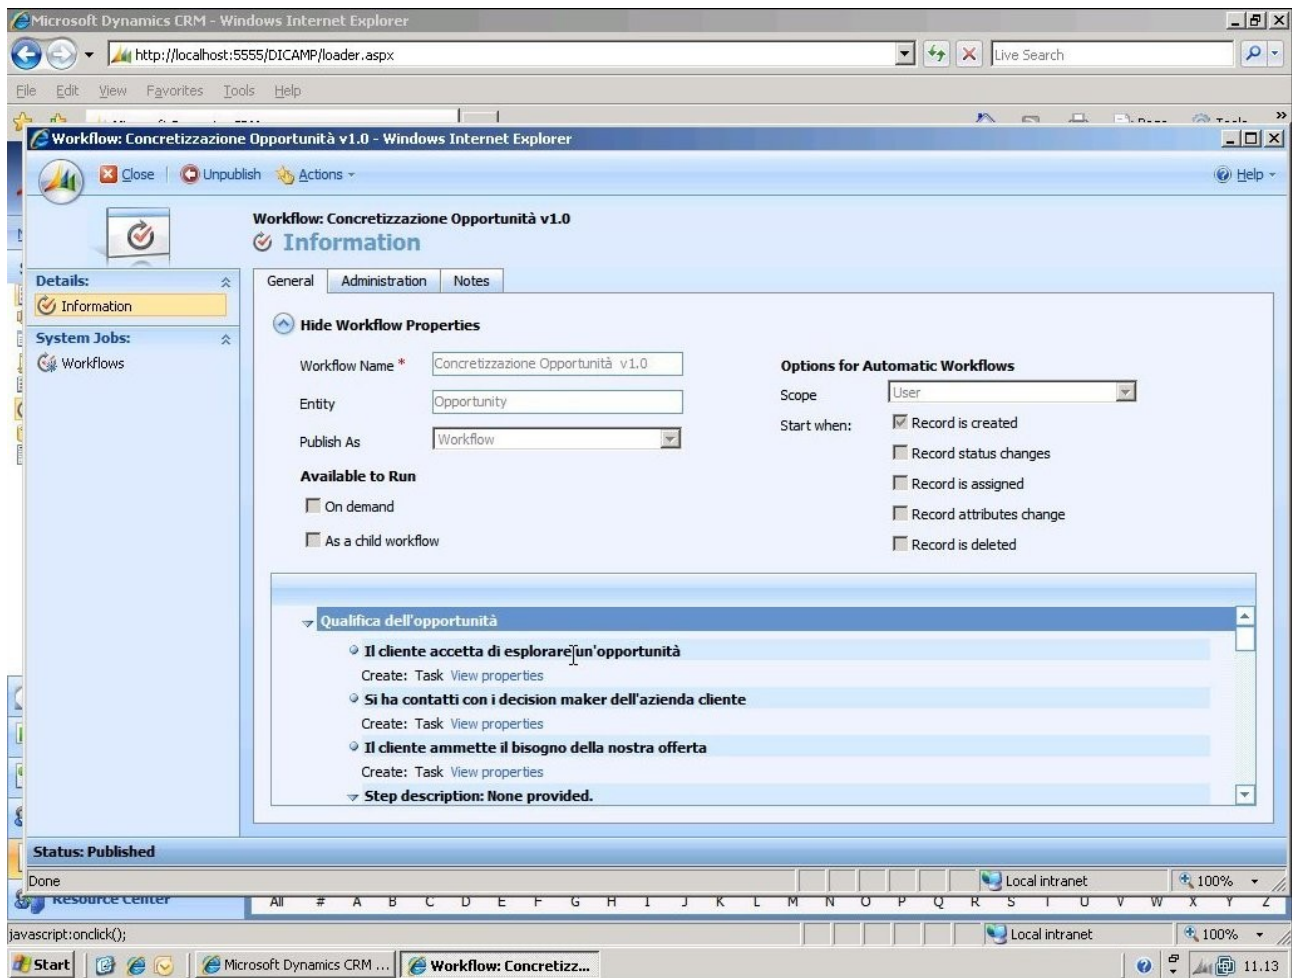 Microsoft Dynamics CRM - Windows Internet Explorer
http://localhost:5555/DICAMP/loader.aspx
Live Search
File Edit View Favorites Tools Help
Workflow: Concretizzazione Opportunità v1.0 - Windows Internet Explorer
Close Unpublish Actions Help
Workflow: Concretizzazione Opportunità v1.0
Information
Details:
Information
System Jobs:
Workflows
General Administration Notes
Hide Workflow Properties
Workflow Name * Concretizzazione Opportunità v1.0
Entity Opportunity
Publish As Workflow
Available to Run
On demand
As a child workflow
Options for Automatic Workflows
Scope User
Start when: Record is created
Record status changes
Record is assigned
Record attributes change
Record is deleted
Qualifica dell'opportunità
Il cliente accetta di esplorare un'opportunità
Create: Task View properties
Si ha contatti con i decision maker dell'azienda cliente
Create: Task View properties
Il cliente ammette il bisogno della nostra offerta
Create: Task View properties
Step description: None provided.
Status: Published
Done Local intranet 100%
Resource Center All # A B C D E F G H I J K L M N O P Q R S T U V W X Y Z
javascript:onclick(); Local intranet 100%
Start Microsoft Dynamics CRM ... Workflow: Concretizz... 11.13